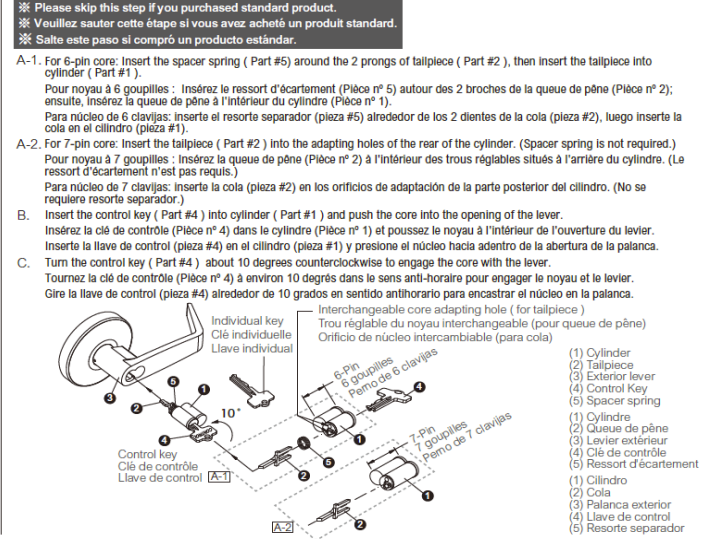 ※ Please skip this step if you purchased standard product.
※ Veuillez sauter cette étape si vous avez acheté un produit standard.
※ Salte este paso si compró un producto estándar.
A-1. For 6-pin core: Insert the spacer spring ( Part #5) around the 2 prongs of tailpiece ( Part #2 ), then insert the tailpiece into
cylinder ( Part #1 ).
Pour noyau à 6 goupilles : Insérez le ressort d'écartement (Pièce nº 5) autour des 2 broches de la queue de pêne (Pièce nº 2);
ensuite, insérez la queue de pêne à l'intérieur du cylindre (Pièce nº 1).
Para núcleo de 6 clavijas: inserte el resorte separador (pieza #5) alrededor de los 2 dientes de la cola (pieza #2), luego inserte la
cola en el cilindro (pieza #1).
A-2. For 7-pin core: Insert the tailpiece ( Part #2 ) into the adapting holes of the rear of the cylinder. (Spacer spring is not required.)
Pour noyau à 7 goupilles : Insérez la queue de pêne (Pièce nº 2) à l'intérieur des trous réglables situés à l'arrière du cylindre. (Le
ressort d'écartement n'est pas requis.)
Para núcleo de 7 clavijas: inserte la cola (pieza #2) en los orificios de adaptación de la parte posterior del cilindro. (No se
requiere resorte separador.)
B. Insert the control key ( Part #4 ) into cylinder ( Part #1 ) and push the core into the opening of the lever.
Insérez la clé de contrôle (Pièce nº 4) dans le cylindre (Pièce nº 1) et poussez le noyau à l'intérieur de l'ouverture du levier.
Inserte la llave de control (pieza #4) en el cilindro (pieza #1) y presione el núcleo hacia adentro de la abertura de la palanca.
C. Turn the control key ( Part #4 ) about 10 degrees counterclockwise to engage the core with the lever.
Tournez la clé de contrôle (Pièce nº 4) à environ 10 degrés dans le sens anti-horaire pour engager le noyau et le levier.
Gire la llave de control (pieza #4) alrededor de 10 grados en sentido antihorario para encastrar el núcleo en la palanca.
Individual key
Clé individuelle
Llave individual
Interchangeable core adapting hole ( for tailpiece )
Trou réglable du noyau interchangeable (pour queue de pêne)
Orificio de núcleo intercambiable (para cola)
6-Pin
6 goupilles
Perno de 6 clavijas
7-Pin
7 goupilles
Perno de 7 clavijas
3
2
5
1
4
10°
Control key
Clé de contrôle
Llave de control
A-1
4
1
5
2
A-2
1
2
(1) Cylinder
(2) Tailpiece
(3) Exterior lever
(4) Control Key
(5) Spacer spring
(1) Cylindre
(2) Queue de pêne
(3) Levier extérieur
(4) Clé de contrôle
(5) Ressort d'écartement
(1) Cilindro
(2) Cola
(3) Palanca exterior
(4) Llave de control
(5) Resorte separador